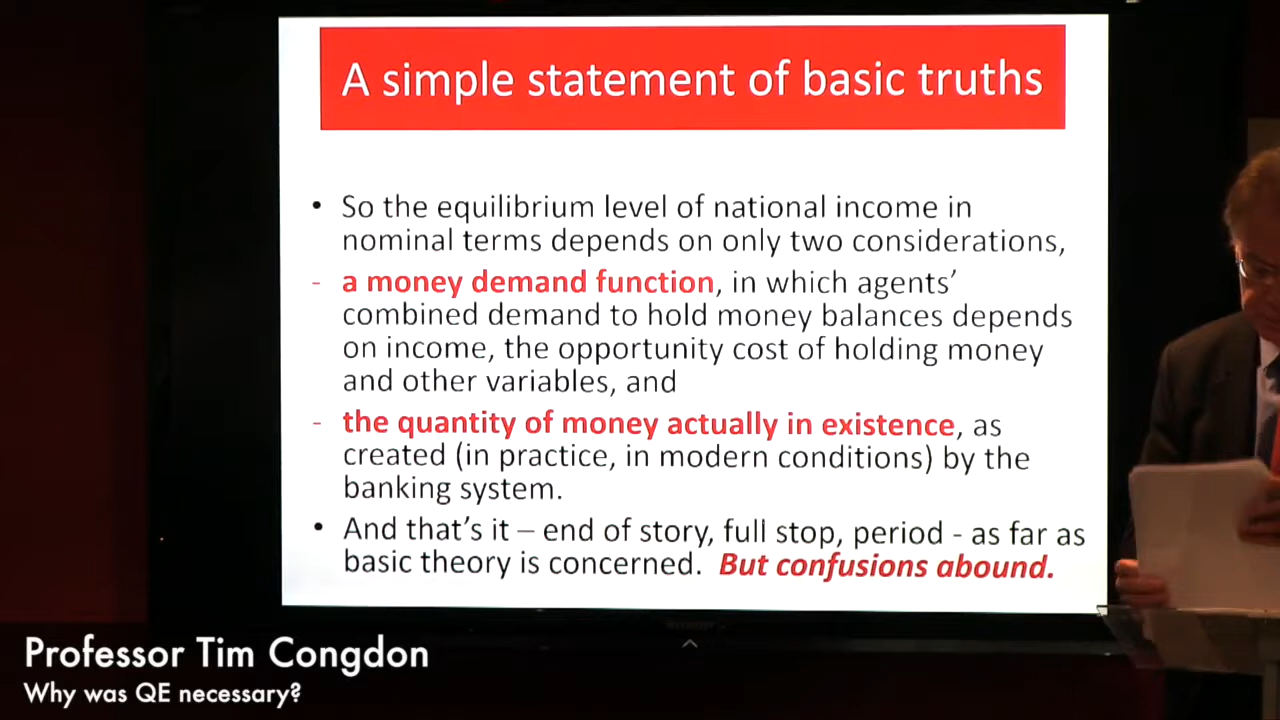 A simple statement of basic truths
• So the equilibrium level of national income in
nominal terms depends on only two considerations,
- a money demand function, in which agents'
combined demand to hold money balances depends
on income, the opportunity cost of holding money
and other variables, and
- the quantity of money actually in existence, as
created (in practice, in modern conditions) by the
banking system.
• And that's it – end of story, full stop, period - as far as
basic theory is concerned. But confusions abound.
Professor Tim Congdon
Why was QE necessary?